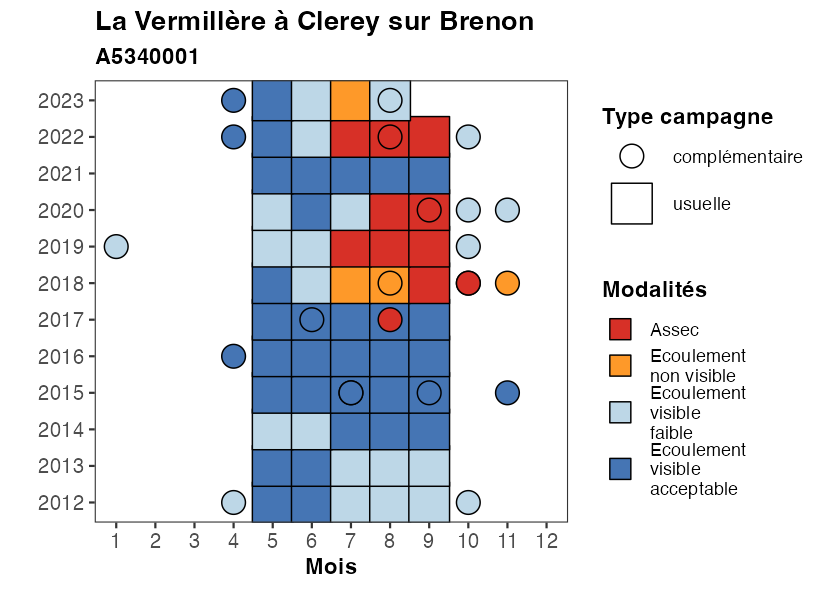 La Vermillère à Clerey sur Brenon
A5340001
2023
2022
2021
2020
2019
2018
2017
2016
2015
2014
2013
2012
1 2 3 4 5 6 7 8 9 10 11 12
Mois
Type campagne
complémentaire
usuelle
Modalités
Assec
Ecoulement
non visible
Ecoulement
visible
faible
Ecoulement
visible
acceptable